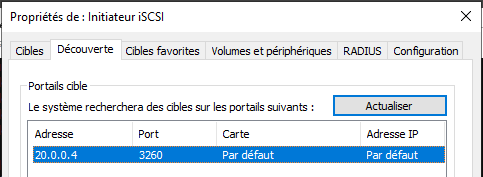 Propriétés de : Initiateur iSCSI
Cibles Découverte Cibles favorites Volumes et périphériques RADIUS Configuration
Portails cible
Le système recherchera des cibles sur les portails suivants : Actualiser
Adresse Port Carte Adresse IP
20.0.0.4 3260 Par défaut Par défaut